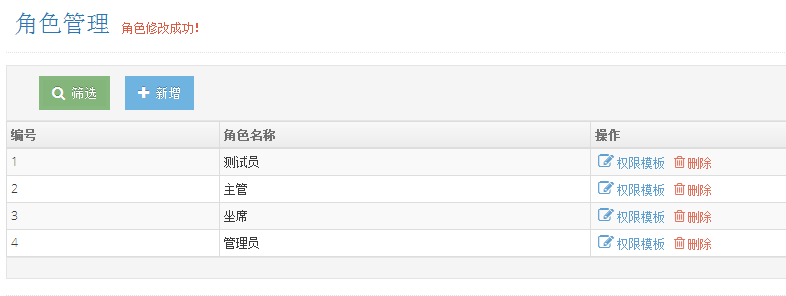 角色管理 角色修改成功!
筛选 新增
编号 角色名称 操作
1 测试员 权限模板 删除
2 主管 权限模板 删除
3 坐席 权限模板 删除
4 管理员 权限模板 删除